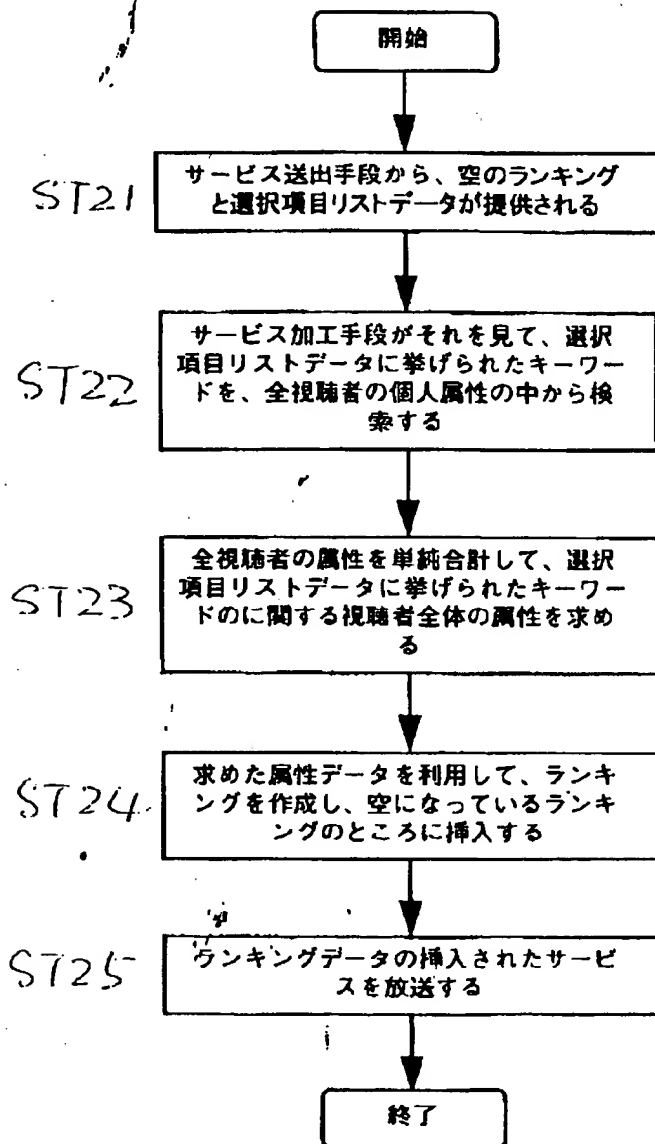 開始
ST21
サービス送出手段から、空のランキング
と選択項目リストデータが提供される
ST22
サービス加工手段がそれを見て、選択
項目リストデータに挙げられたキーワー
ドを、全視聴者の個人属性の中から検
索する
ST23
全視聴者の属性を単純合計して、選択
項目リストデータに挙げられたキーワー
ドのに関する視聴者全体の属性を求め
る
ST24
求めた属性データを利用して、ランキ
ングを作成し、空になっているランキ
ングのところに挿入する
ST25
ランキングデータの挿入されたサービ
スを放送する
終了